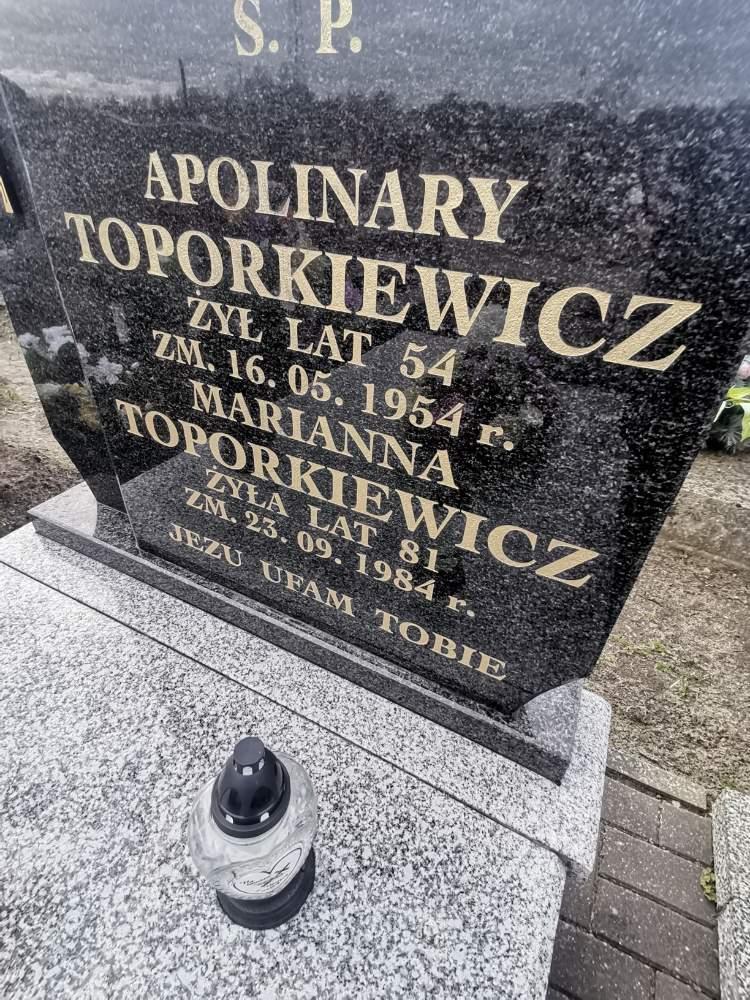 Ś. P.
APOLINARY
TOPORKIEWICZ
ŻYŁ LAT 54
ZM. 16. 05. 1954 r.
MARIANNA
TOPORKIEWICZ
ŻYŁA LAT 81
ZM. 23. 09. 1984 r.
JEZU UFAM TOBIE